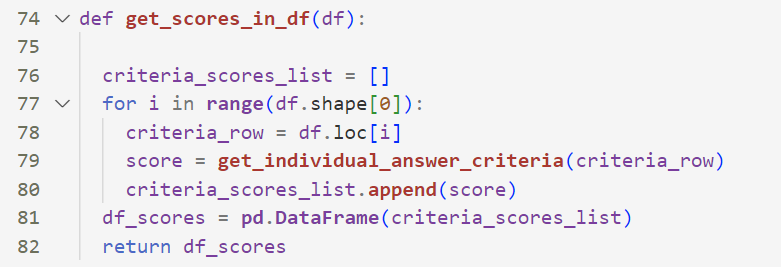 74 def get_scores_in_df(df):
75
76   criteria_scores_list = []
77   for i in range(df.shape[0]):
78     criteria_row = df.loc[i]
79     score = get_individual_answer_criteria(criteria_row)
80     criteria_scores_list.append(score)
81   df_scores = pd.DataFrame(criteria_scores_list)
82   return df_scores